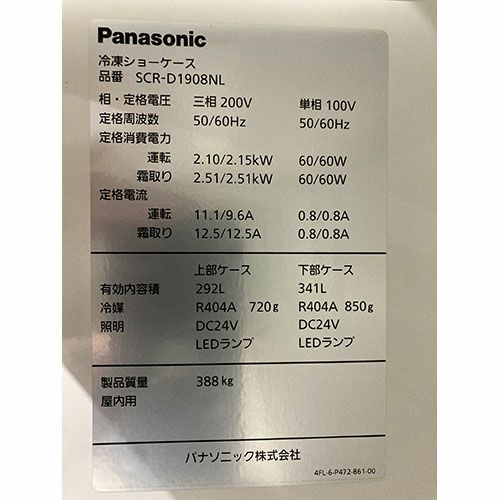 Panasonic
冷凍ショーケース
品番 SCR-D1908NL
相・定格電圧 三相 200V 単相 100V
定格周波数 50/60Hz 50/60Hz
定格消費電力
運転 2.10/2.15kW 60/60W
霜取り 2.51/2.51kW 60/60W
定格電流
運転 11.1/9.6A 0.8/0.8A
霜取り 12.5/12.5A 0.8/0.8A
上部ケース 下部ケース
有効内容積 292L 341L
冷媒 R404A 720g R404A 850g
照明 DC24V DC24V
LEDランプ LEDランプ
製品質量 388kg
屋内用
パナソニック株式会社
4FL-6-P472-861-00